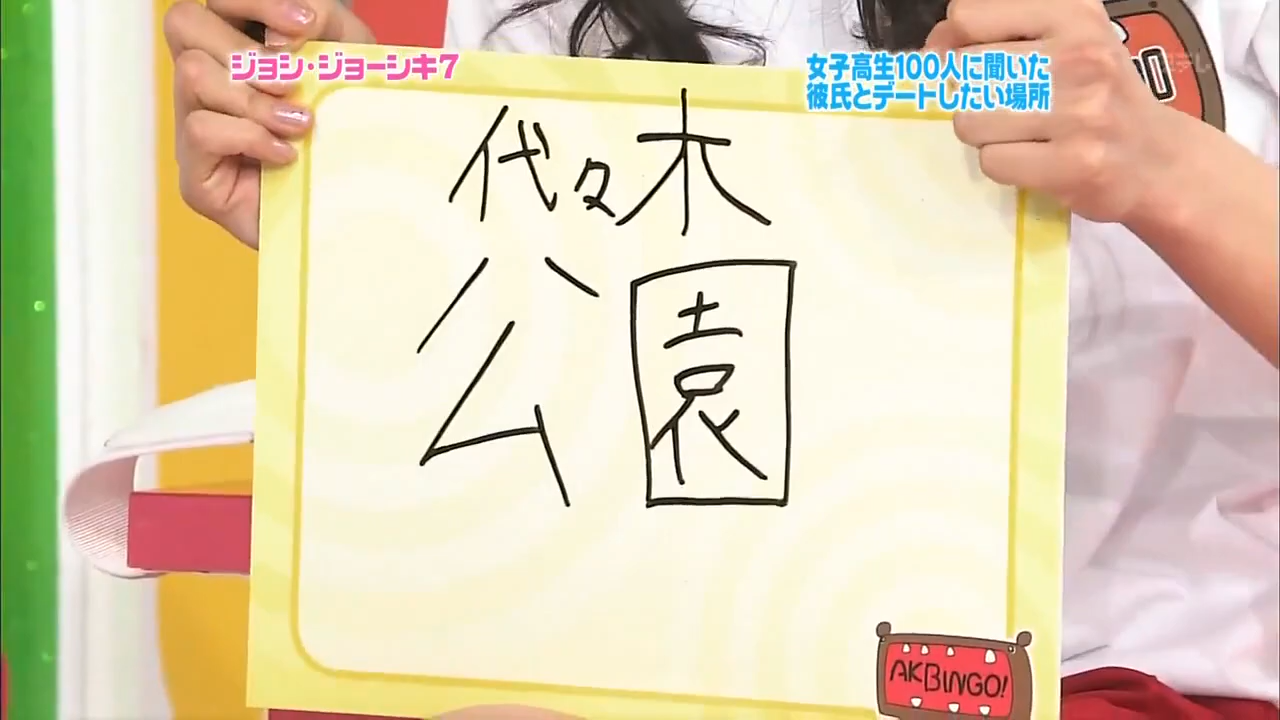 ジョシ・ジョーシキ7
女子高生100人に聞いた
彼氏とデートしたい場所
代々木
公園
AKBINGO!